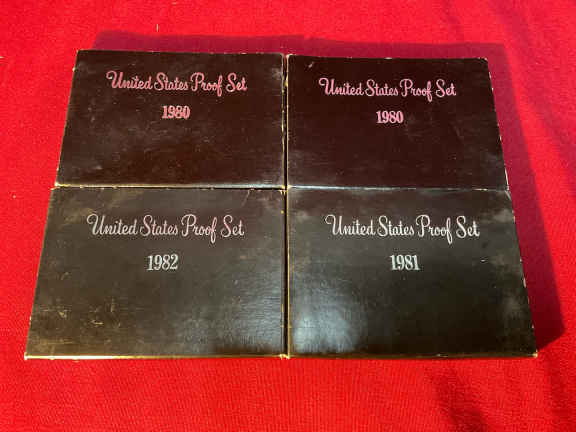 United States Proof Set
1980
United States Proof Set
1980
United States Proof Set
1982
United States Proof Set
1981